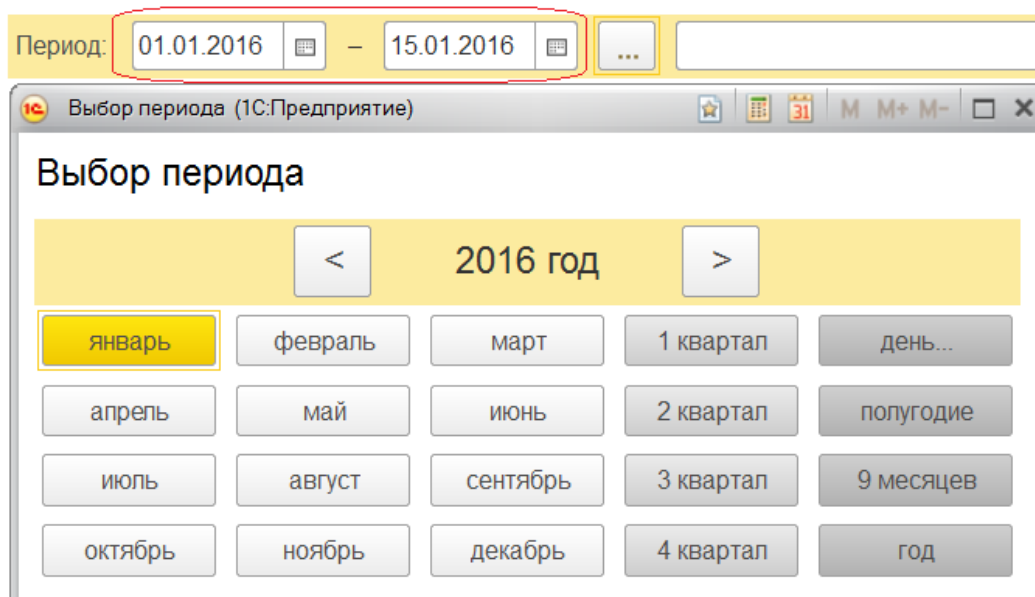 Период: 01.01.2016 – 15.01.2016 ...
1С Выбор периода (1С:Предприятие) 31 M M+ M-
Выбор периода
< 2016 год >
январь февраль март 1 квартал день...
апрель май июнь 2 квартал полугодие
июль август сентябрь 3 квартал 9 месяцев
октябрь ноябрь декабрь 4 квартал год